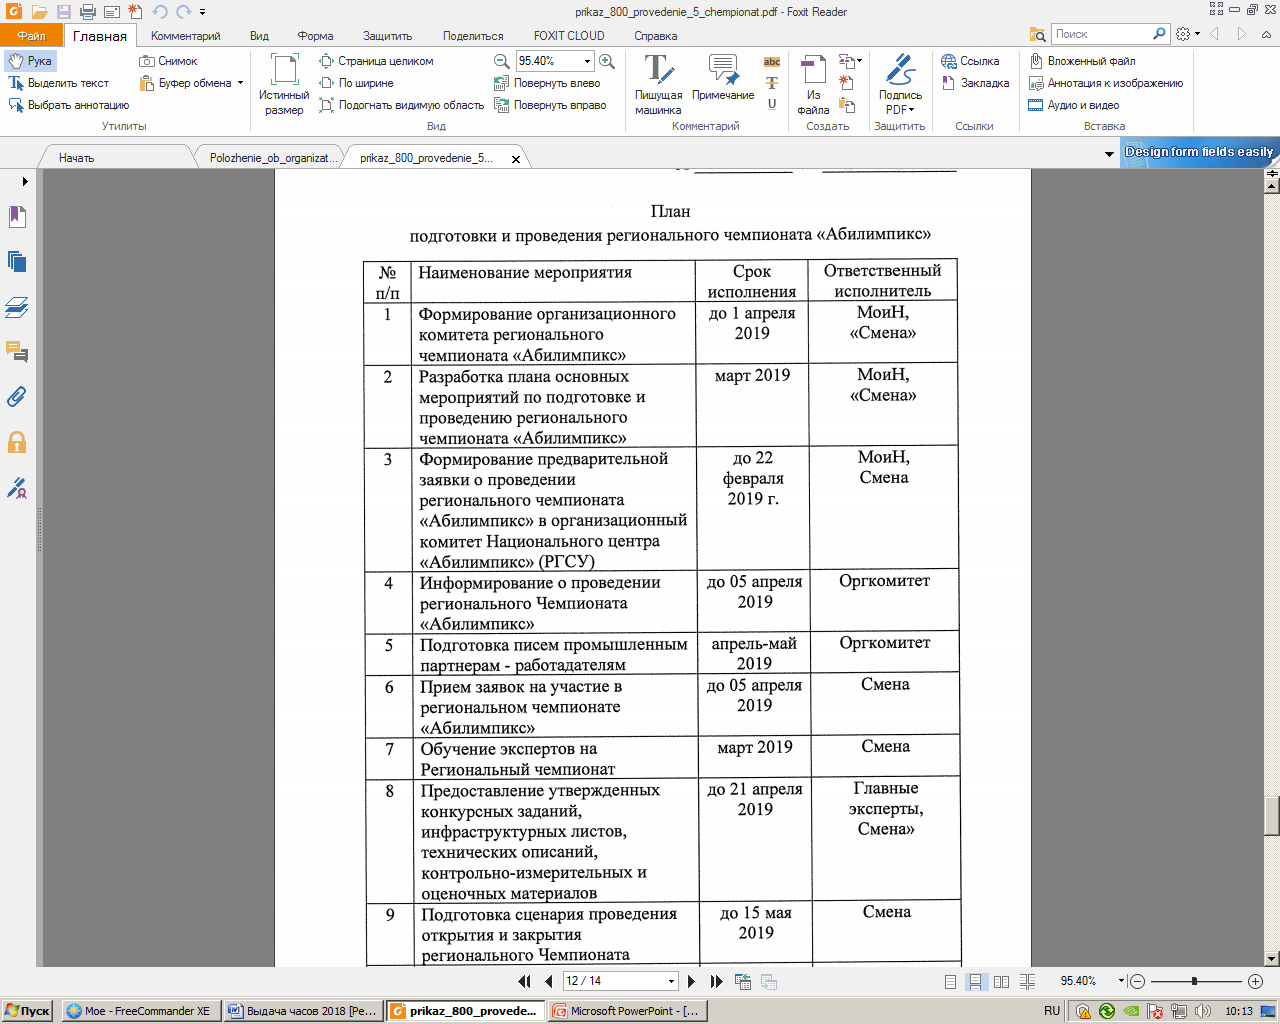 prikaz_800_provedenie_5_chempionat.pdf - Foxit Reader
Файл
Главная
Комментарий
Вид
Форма
Защитить
Поделиться
FOXIT CLOUD
Справка
Поиск
Рука
Выделить текст
Выбрать аннотацию
Снимок
Буфер обмена
Утилиты
Истинный
размер
Страница целиком
По ширине
Подогнать видимую область
95.40%
Повернуть влево
Повернуть вправо
Вид
Пишущая
машинка
Примечание
abc
T
U
Комментарий
Из
файла
Создать
Подпись
PDF
Защитить
Ссылка
Закладка
Ссылки
Вложенный файл
Аннотация к изображению
Аудио и видео
Вставка
Начать
Polozhenie_ob_organizat...
prikaz_800_provedenie_5...
Design form fields easily
План
подготовки и проведения регионального чемпионата «Абилимпикс»
№
п/п
Наименование мероприятия
Срок
исполнения
Ответственный
исполнитель
1
Формирование организационного
комитета регионального
чемпионата «Абилимпикс»
до 1 апреля
2019
МоиН,
«Смена»
2
Разработка плана основных
мероприятий по подготовке и
проведению регионального
чемпионата «Абилимпикс»
март 2019
МоиН,
«Смена»
3
Формирование предварительной
заявки о проведении
регионального чемпионата
«Абилимпикс» в организационный
комитет Национального центра
«Абилимпикс» (РГСУ)
до 22
февраля
2019 г.
МоиН,
Смена
4
Информирование о проведении
регионального Чемпионата
«Абилимпикс»
до 05 апреля
2019
Оргкомитет
5
Подготовка писем промышленным
партнерам - работадателям
апрель-май
2019
Оргкомитет
6
Прием заявок на участие в
региональном чемпионате
«Абилимпикс»
до 05 апреля
2019
Смена
7
Обучение экспертов на
Региональный чемпионат
март 2019
Смена
8
Предоставление утвержденных
конкурсных заданий,
инфраструктурных листов,
технических описаний,
контрольно-измерительных и
оценочных материалов
до 21 апреля
2019
Главные
эксперты,
Смена»
9
Подготовка сценария проведения
открытия и закрытия
регионального Чемпионата
до 15 мая
2019
Смена
12 / 14
95.40%
Пуск
Мое - FreeCommander XE
Выдача часов 2018 [Ре...
prikaz_800_provede...
Microsoft PowerPoint - [...
RU
10:13